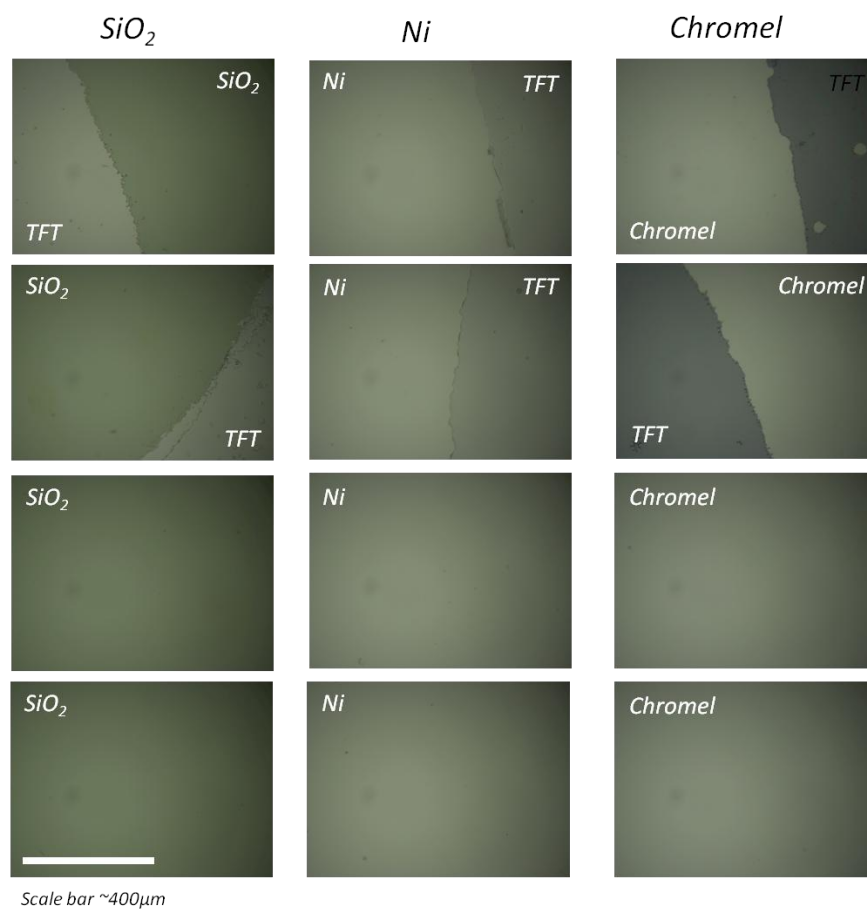 SiO₂ Ni Chromel
SiO₂ Ni TFT TFT
TFT Chromel
SiO₂ Ni TFT Chromel
TFT TFT
SiO₂ Ni Chromel
SiO₂ Ni Chromel
Scale bar ~400μm